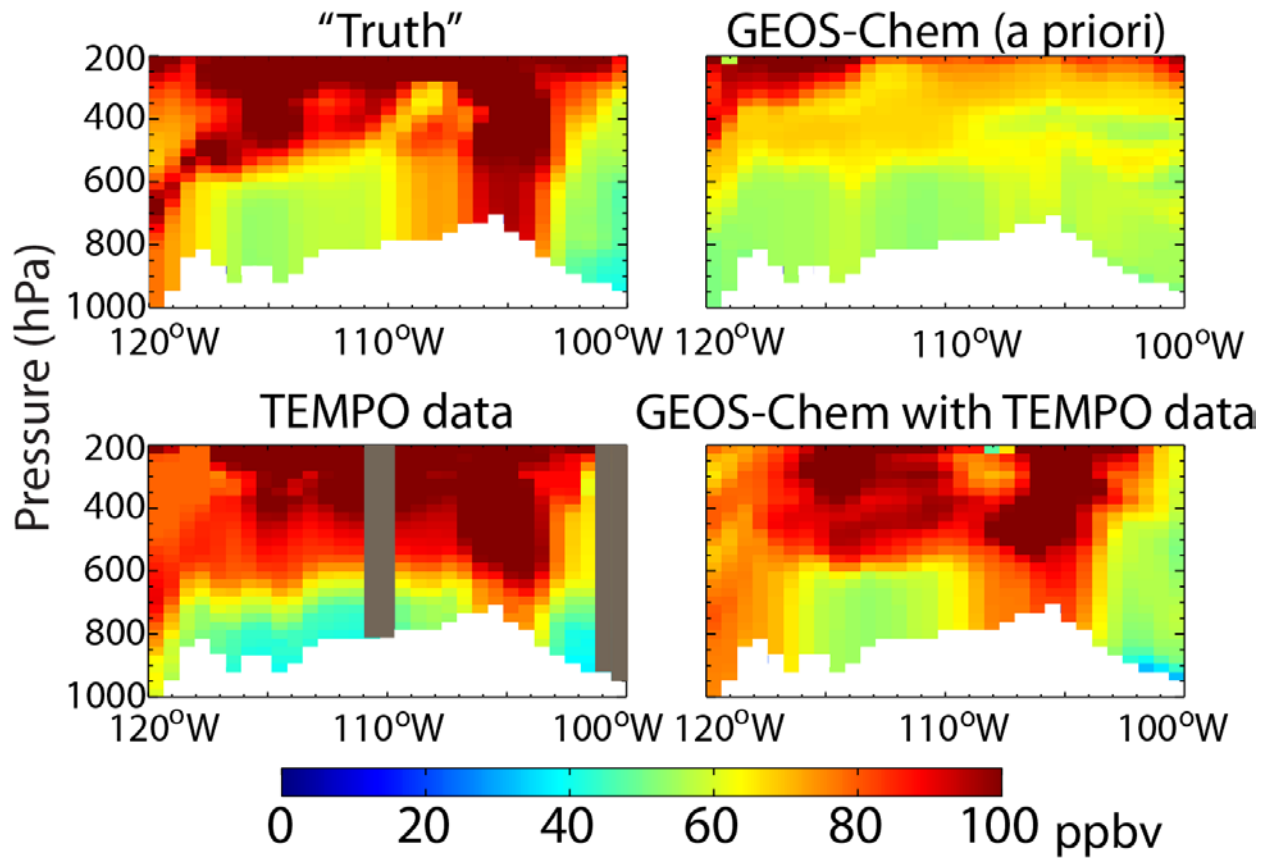 “Truth”
GEOS-Chem (a priori)
Pressure (hPa)
200
400
600
800
1000
120°W
110°W
100°W
120°W
110°W
100°W
TEMPO data
GEOS-Chem with TEMPO data
200
400
600
800
1000
120°W
110°W
100°W
120°W
110°W
100°W
0
20
40
60
80
100
ppbv